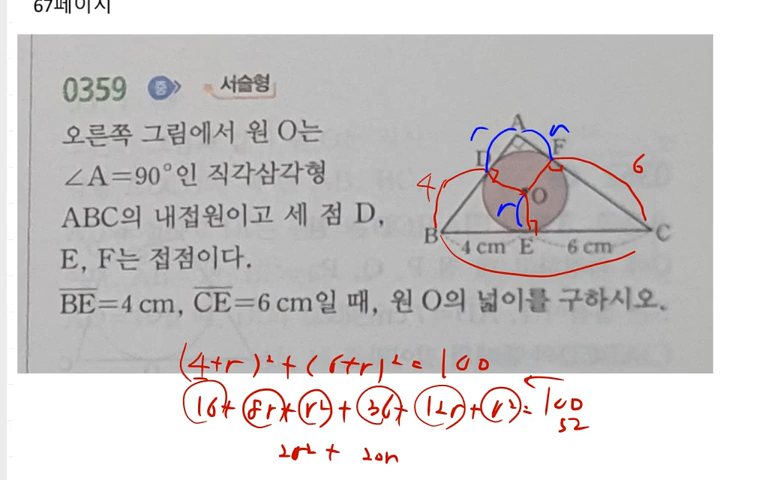 67페이지
0359 중 서술형
오른쪽 그림에서 원 O는
∠A=90°인 직각삼각형
ABC의 내접원이고 세 점 D,
E, F는 접점이다.
BE=4 cm, CE=6 cm일 때, 원 O의 넓이를 구하시오.
A
r
r
D
F
4
6
O
r
B
4 cm
E
6 cm
C
(4+r)²+(6+r)²=100
16+8r+r²+36+12r+r²=100
52
2r²+20r